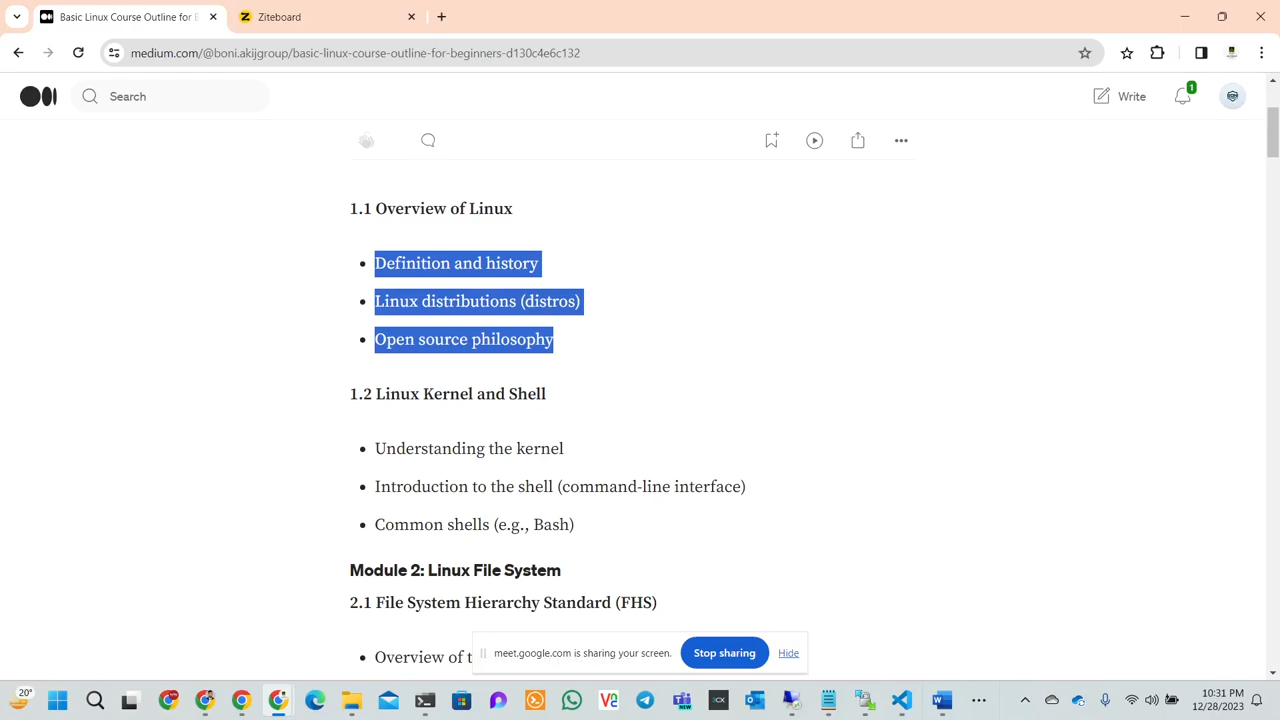 Basic Linux Course Outline for B
Ziteboard
medium.com/@boni.akijgroup/basic-linux-course-outline-for-beginners-d130c4e6c132
Search
Write
1
1.1 Overview of Linux
Definition and history
Linux distributions (distros)
Open source philosophy
1.2 Linux Kernel and Shell
Understanding the kernel
Introduction to the shell (command-line interface)
Common shells (e.g., Bash)
Module 2: Linux File System
2.1 File System Hierarchy Standard (FHS)
Overview of t
meet.google.com is sharing your screen.
Stop sharing
Hide
20°
10:31 PM
12/28/2023